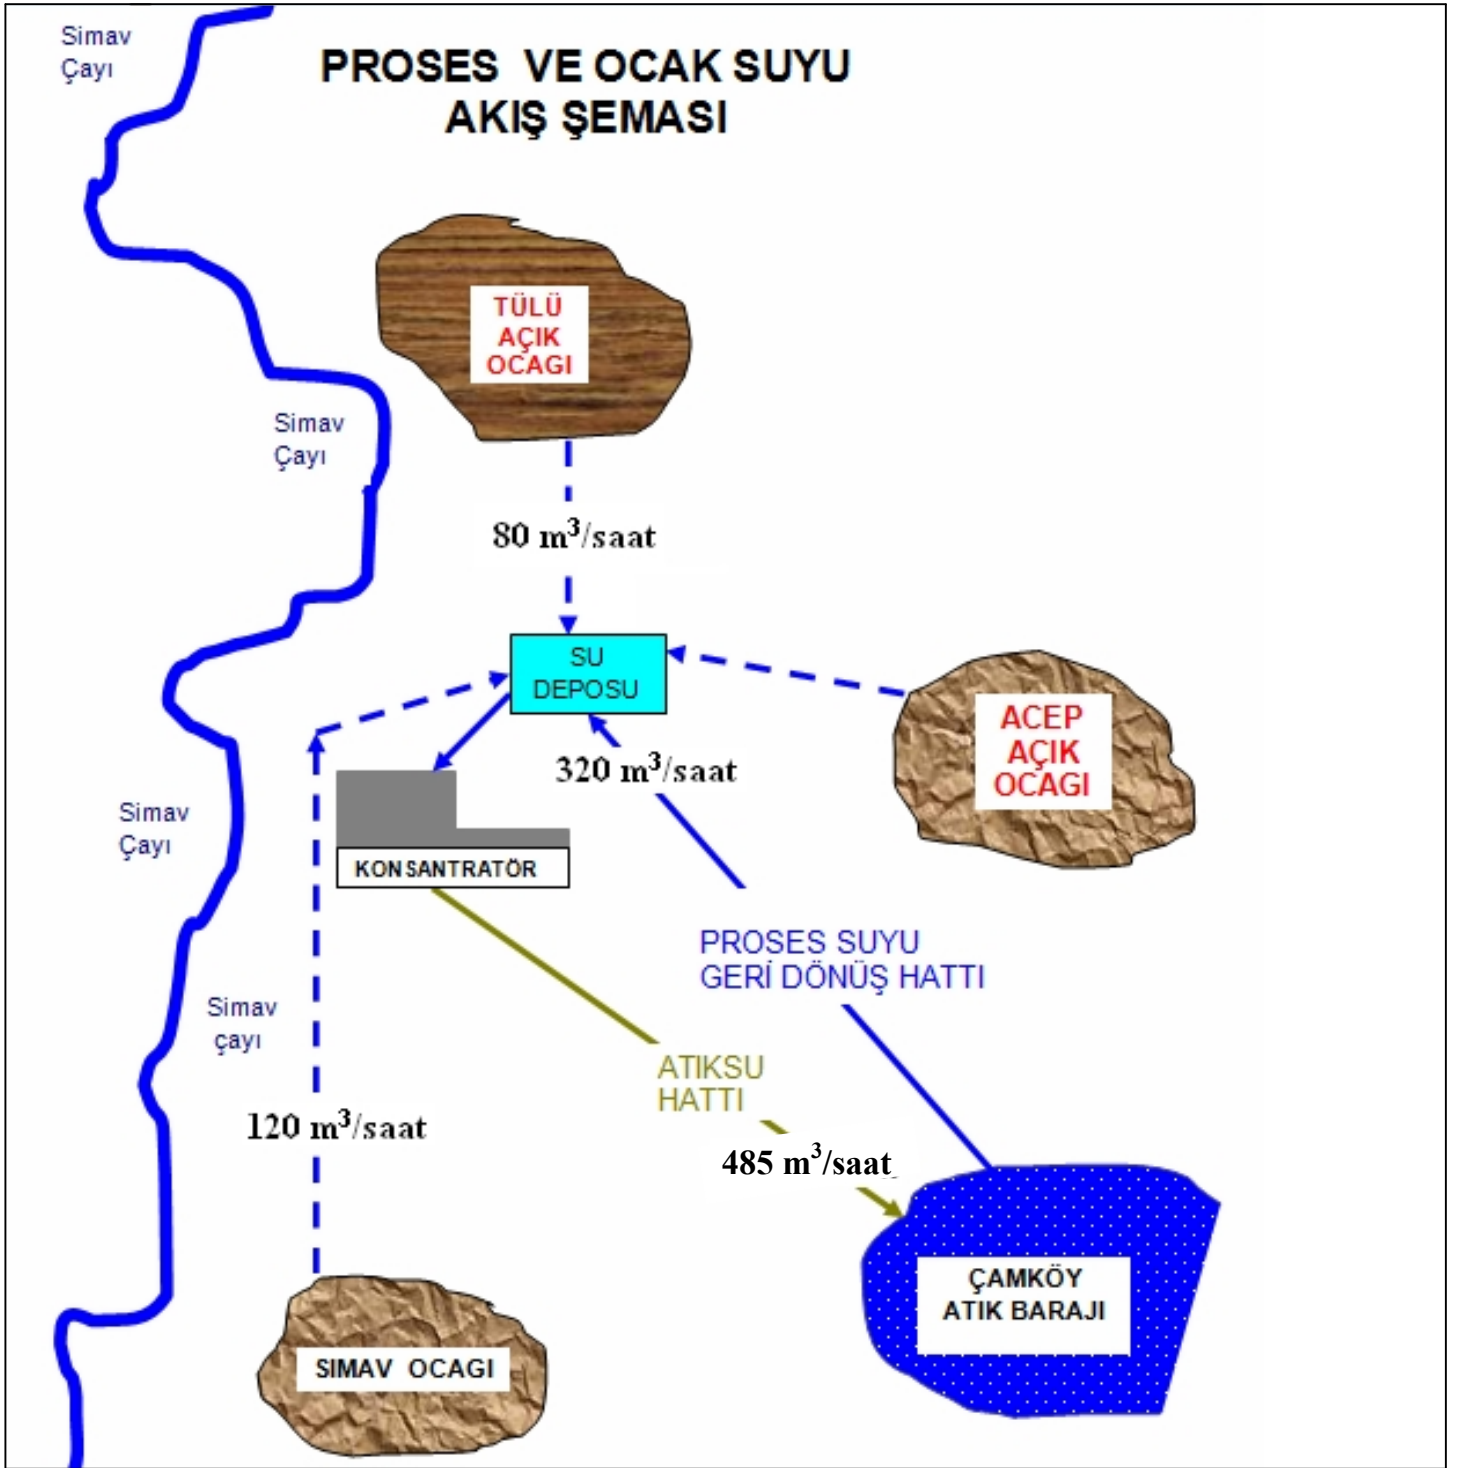 Simav
Çayı
PROSES VE OCAK SUYU
AKIŞ ŞEMASI
TÜLÜ
AÇIK
OCAGI
Simav
Çayı
80 m³/saat
SU
DEPOSU
ACEP
AÇIK
OCAGI
320 m³/saat
Simav
Çayı
KONSANTRATÖR
PROSES SUYU
GERİ DÖNÜŞ HATTI
Simav
çayı
ATIKSU
HATTI
120 m³/saat
485 m³/saat
ÇAMKÖY
ATIK BARAJI
SIMAV OCAGI